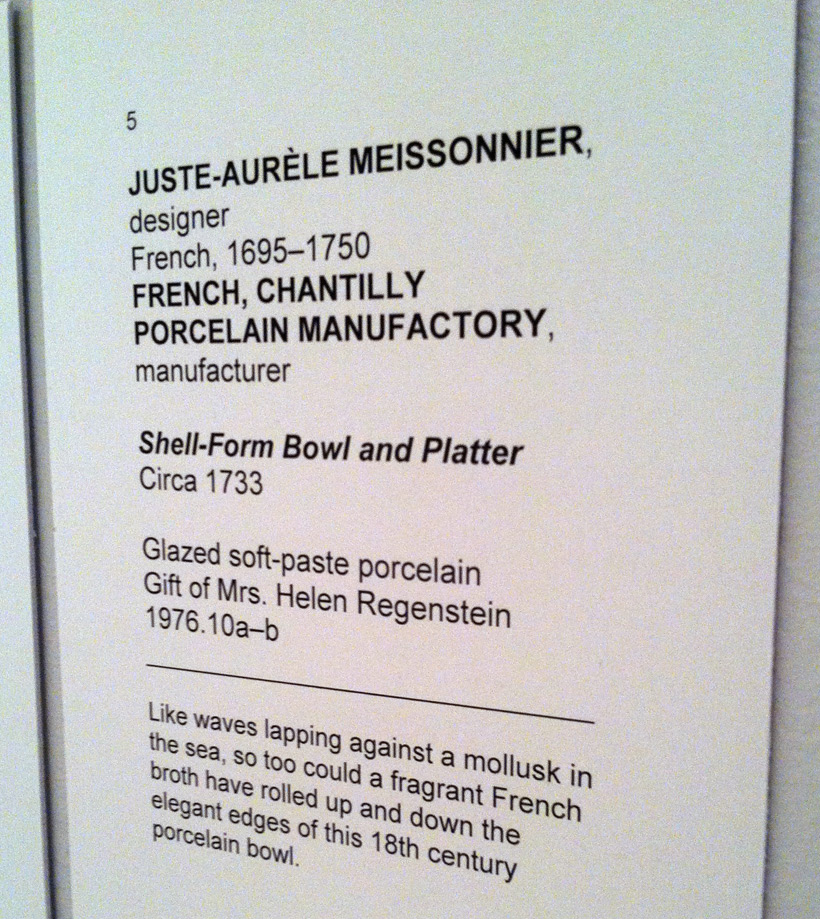 5
JUSTE-AURÈLE MEISSONNIER,
designer
French, 1695–1750
FRENCH, CHANTILLY
PORCELAIN MANUFACTORY,
manufacturer
Shell-Form Bowl and Platter
Circa 1733
Glazed soft-paste porcelain
Gift of Mrs. Helen Regenstein
1976.10a–b
Like waves lapping against a mollusk in
the sea, so too could a fragrant French
broth have rolled up and down the
elegant edges of this 18th century
porcelain bowl.